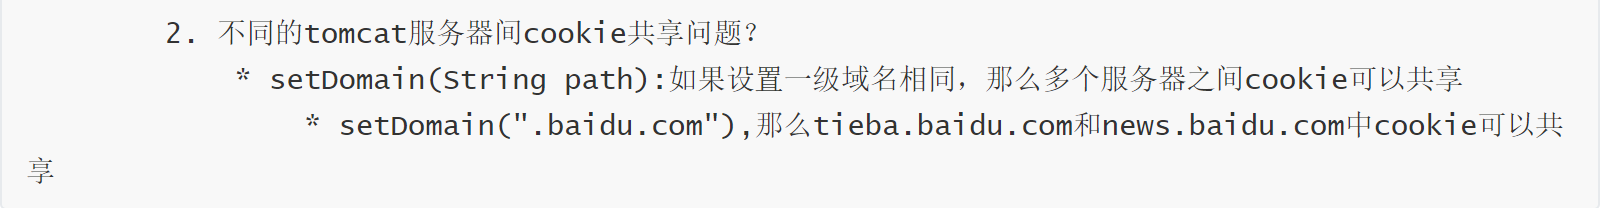 2. 不同的tomcat服务器间cookie共享问题?
* setDomain(String path):如果设置一级域名相同，那么多个服务器之间cookie可以共享
* setDomain(".baidu.com"),那么tieba.baidu.com和news.baidu.com中cookie可以共
享